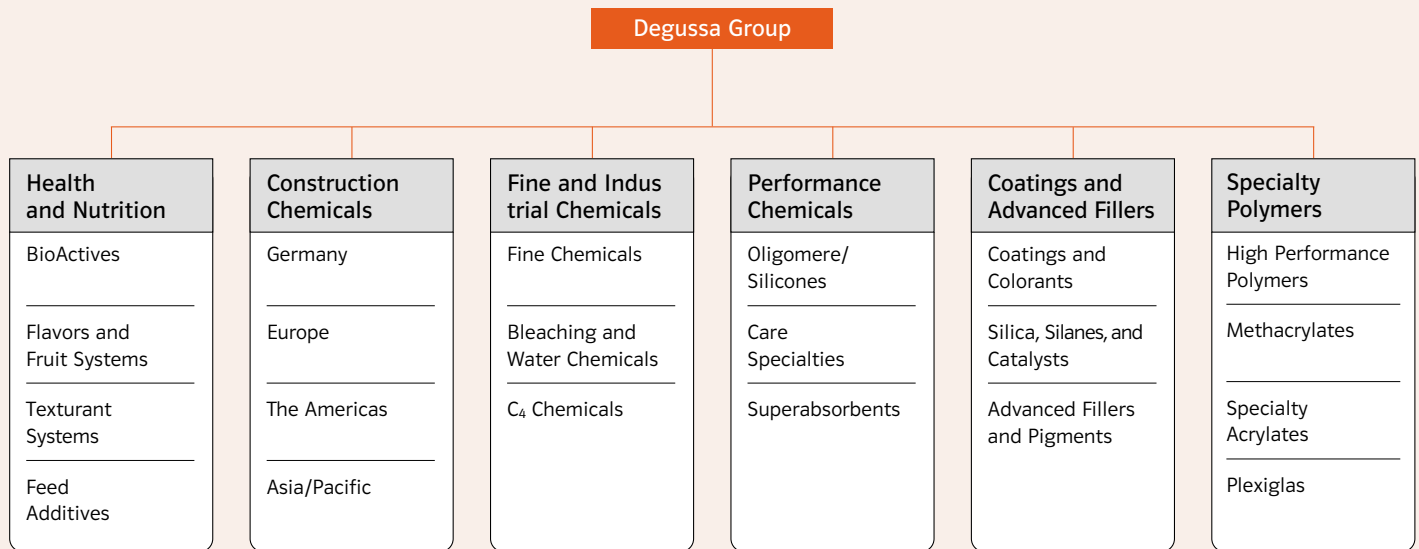 Degussa Group
Health
and Nutrition
BioActives
Flavors and
Fruit Systems
Texturant
Systems
Feed
Additives
Construction
Chemicals
Germany
Europe
The Americas
Asia/Pacific
Fine and Indus
trial Chemicals
Fine Chemicals
Bleaching and
Water Chemicals
C₄ Chemicals
Performance
Chemicals
Oligomere/
Silicones
Care
Specialties
Superabsorbents
Coatings and
Advanced Fillers
Coatings and
Colorants
Silica, Silanes, and
Catalysts
Advanced Fillers
and Pigments
Specialty
Polymers
High Performance
Polymers
Methacrylates
Specialty
Acrylates
Plexiglas